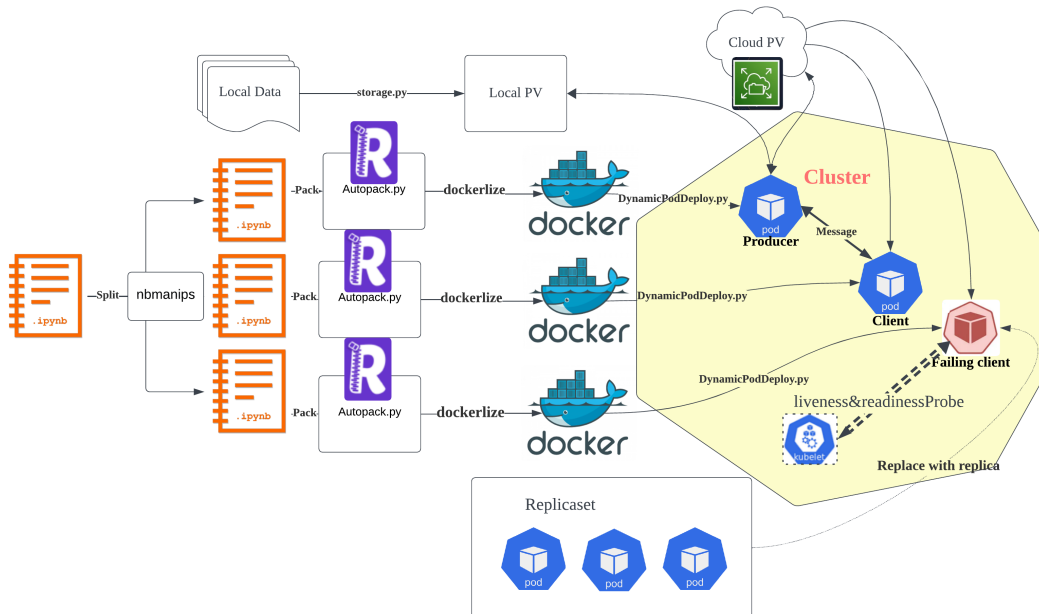 Cloud PV
Local Data
storage.py
Local PV
R
Autopack.py
.ipynb
Pack
dockerlize
docker
DynamicPodDeploy.py
pod
Producer
Cluster
Message
.ipynb
Split
nbmanips
.ipynb
Pack
R
Autopack.py
dockerlize
docker
DynamicPodDeploy.py
pod
Client
Failing client
R
.ipynb
Pack
Autopack.py
dockerlize
docker
DynamicPodDeploy.py
liveness&readinessProbe
kubelet
Replace with replica
Replicaset
pod
pod
pod